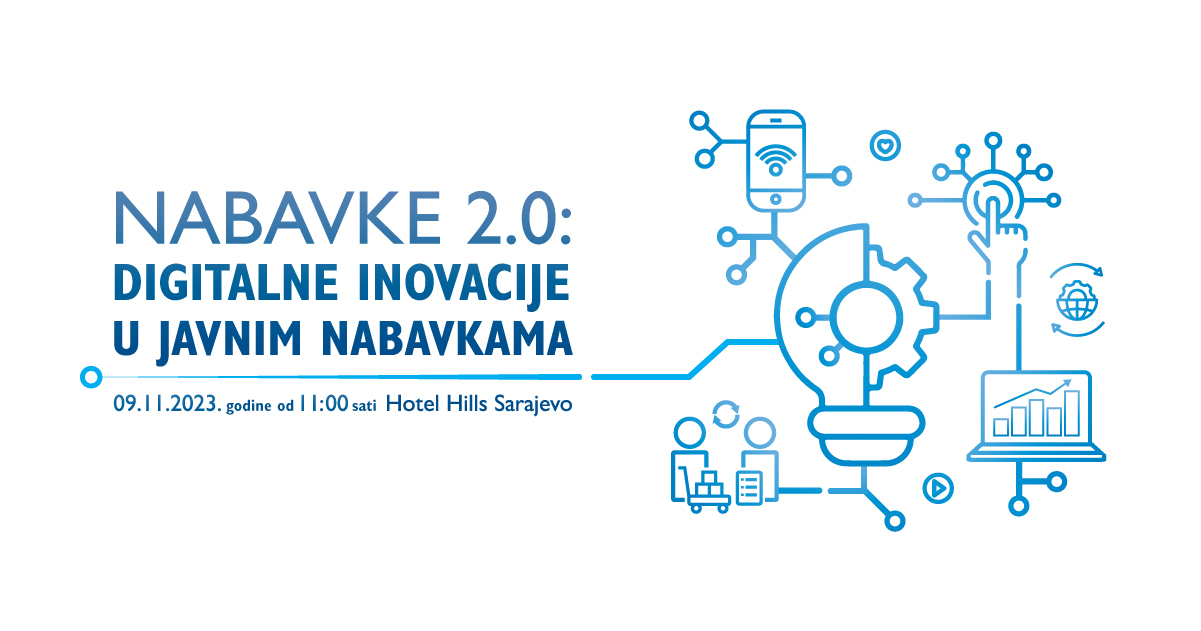 NABAVKE 2.0:
DIGITALNE INOVACIJE
U JAVNIM NABAVKAMA
09.11.2023. godine od 11:00 sati Hotel Hills Sarajevo